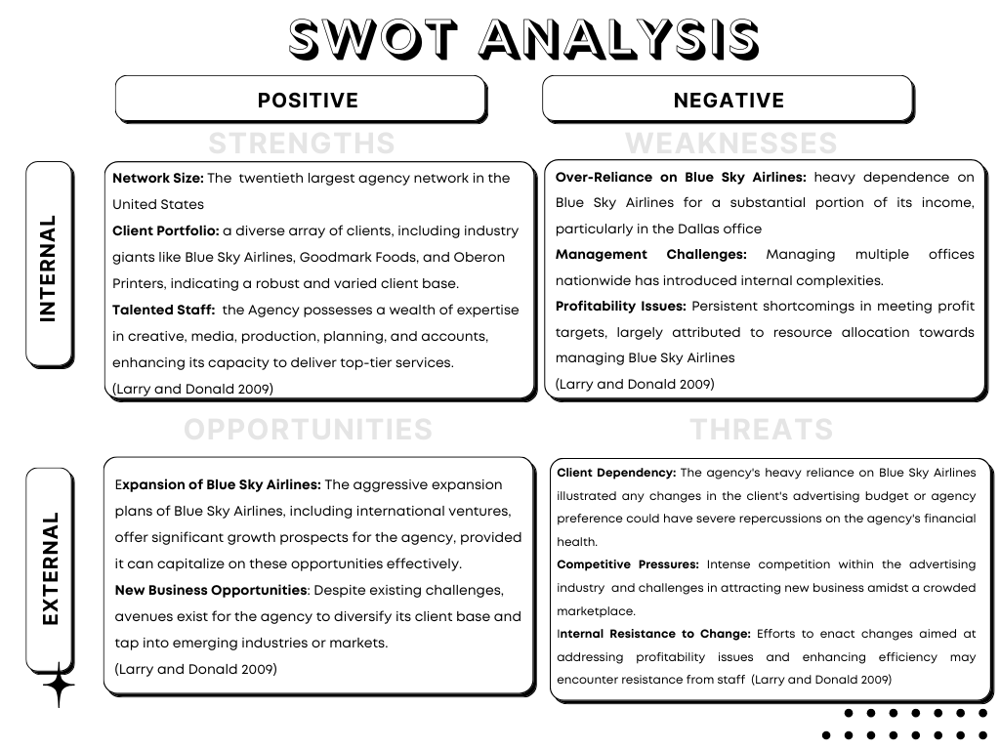 SWOT ANALYSIS
POSITIVE
NEGATIVE
STRENGTHS
WEAKNESSES
INTERNAL
Network Size: The twentieth largest agency network in the
United States
Client Portfolio: a diverse array of clients, including industry
giants like Blue Sky Airlines, Goodmark Foods, and Oberon
Printers, indicating a robust and varied client base.
Talented Staff: the Agency possesses a wealth of expertise
in creative, media, production, planning, and accounts,
enhancing its capacity to deliver top-tier services.
(Larry and Donald 2009)
Over-Reliance on Blue Sky Airlines: heavy dependence on
Blue Sky Airlines for a substantial portion of its income,
particularly in the Dallas office
Management Challenges: Managing multiple offices
nationwide has introduced internal complexities.
Profitability Issues: Persistent shortcomings in meeting profit
targets, largely attributed to resource allocation towards
managing Blue Sky Airlines
(Larry and Donald 2009)
OPPORTUNITIES
THREATS
EXTERNAL
Expansion of Blue Sky Airlines: The aggressive expansion
plans of Blue Sky Airlines, including international ventures,
offer significant growth prospects for the agency, provided
it can capitalize on these opportunities effectively.
New Business Opportunities: Despite existing challenges,
avenues exist for the agency to diversify its client base and
tap into emerging industries or markets.
(Larry and Donald 2009)
Client Dependency: The agency's heavy reliance on Blue Sky Airlines
illustrated any changes in the client's advertising budget or agency
preference could have severe repercussions on the agency's financial
health.
Competitive Pressures: Intense competition within the advertising
industry and challenges in attracting new business amidst a crowded
marketplace.
Internal Resistance to Change: Efforts to enact changes aimed at
addressing profitability issues and enhancing efficiency may
encounter resistance from staff (Larry and Donald 2009)